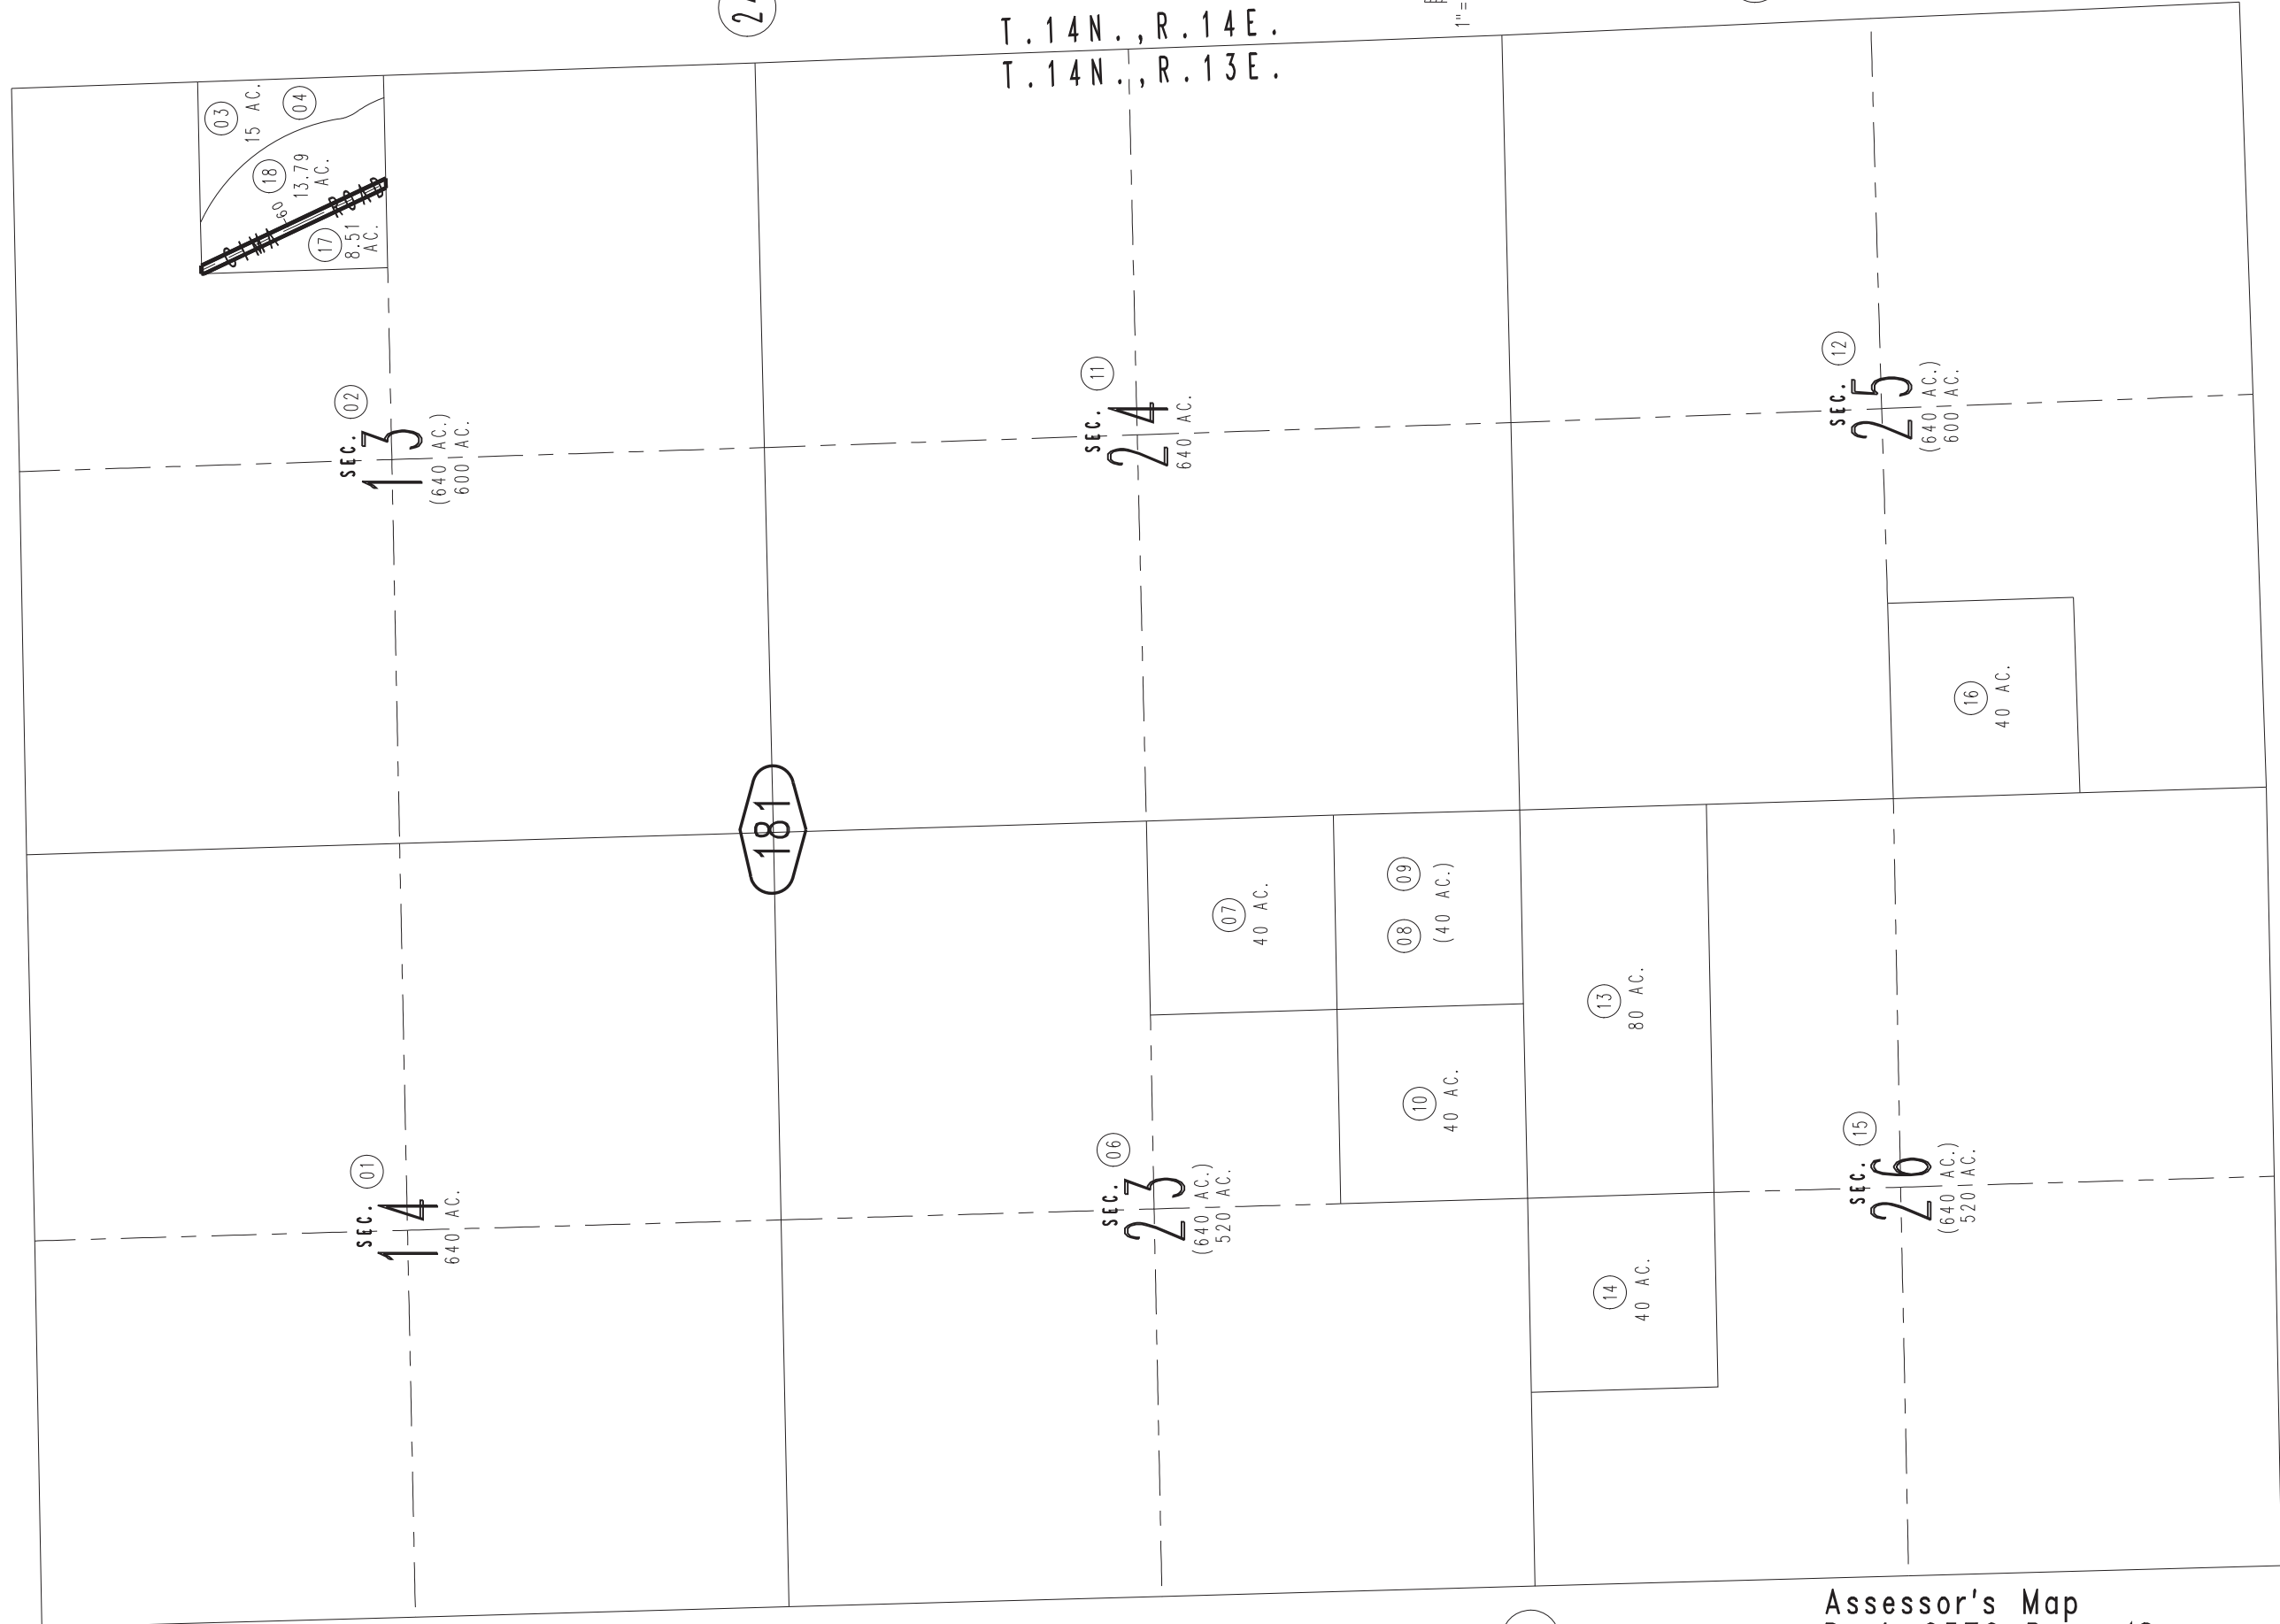 24
T.14N.,R.14E.
T.14N.,R.13E.
1"=
03
15 AC.
04
18
13.79
AC.
60
CIMA ROAD
17
8.51
AC.
02
SEC.
13
(640 AC.)
600 AC.
11
SEC.
24
640 AC.
12
SEC.
25
(640 AC.)
600 AC.
16
40 AC.
181
07
40 AC.
08 09
(40 AC.)
13
80 AC.
10
40 AC.
01
SEC.
14
640 AC.
06
SEC.
23
(640 AC.)
520 AC.
15
SEC.
26
(640 AC.)
520 AC.
14
40 AC.
Assessor's Map